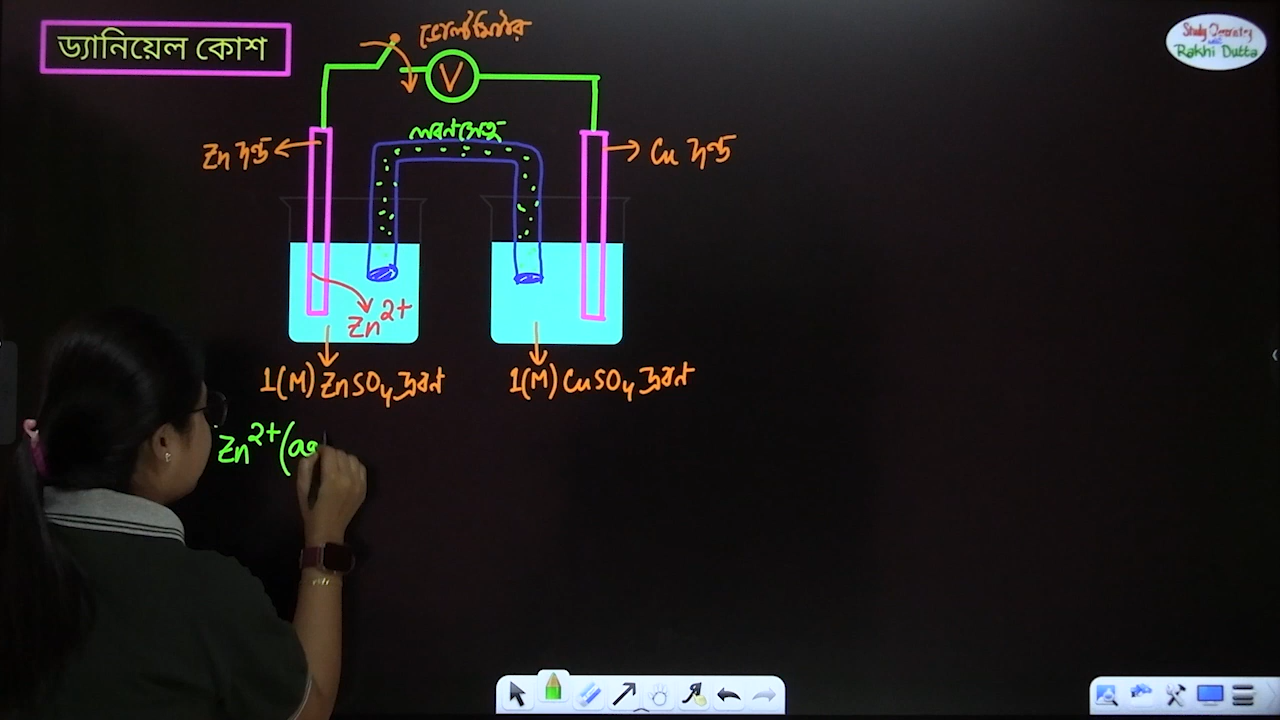 ড্যানিয়েল কোশ
ভোল্টমিটার
V
Study Chemistry
with
Rakhi Dutta
লবণসেতু
Zn দণ্ড
Cu দণ্ড
Zn²⁺
1(M) ZnSO₄ দ্রবণ
1(M) CuSO₄ দ্রবণ
Zn²⁺(aq